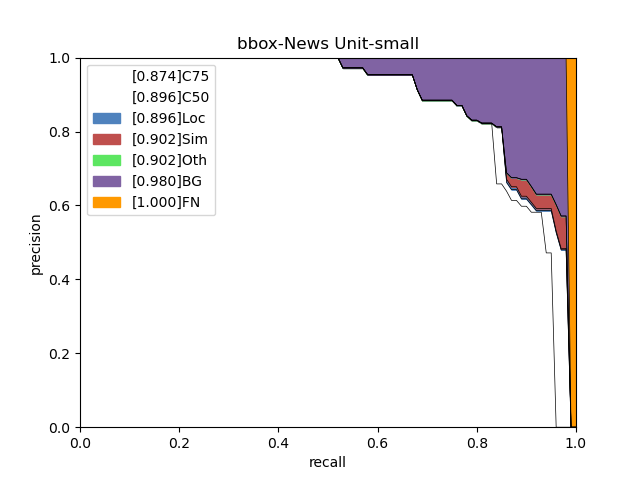 bbox-News Unit-small
[0.874]C75
[0.896]C50
[0.896]Loc
[0.902]Sim
[0.902]Oth
[0.980]BG
[1.000]FN
precision
1.0
0.8
0.6
0.4
0.2
0.0
0.0 0.2 0.4 0.6 0.8 1.0
recall